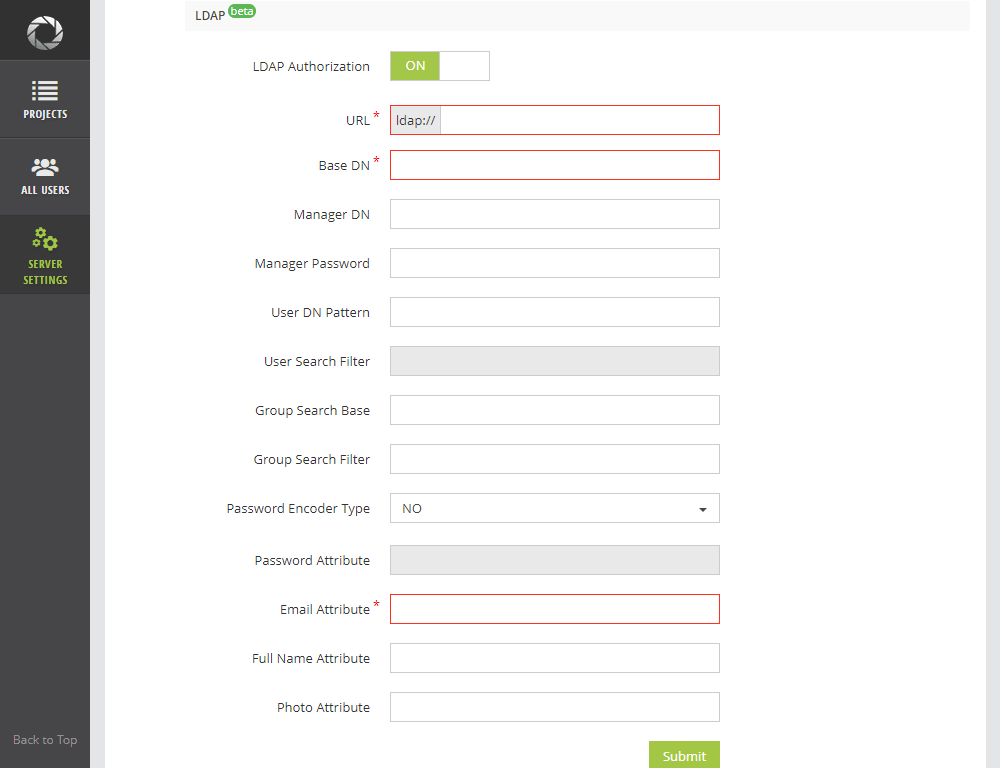 LDAP beta
LDAP Authorization ON
URL * ldap://
Base DN *
Manager DN
Manager Password
User DN Pattern
User Search Filter
Group Search Base
Group Search Filter
Password Encoder Type NO
Password Attribute
Email Attribute *
Full Name Attribute
Photo Attribute
Submit
PROJECTS
ALL USERS
SERVER
SETTINGS
Back to Top